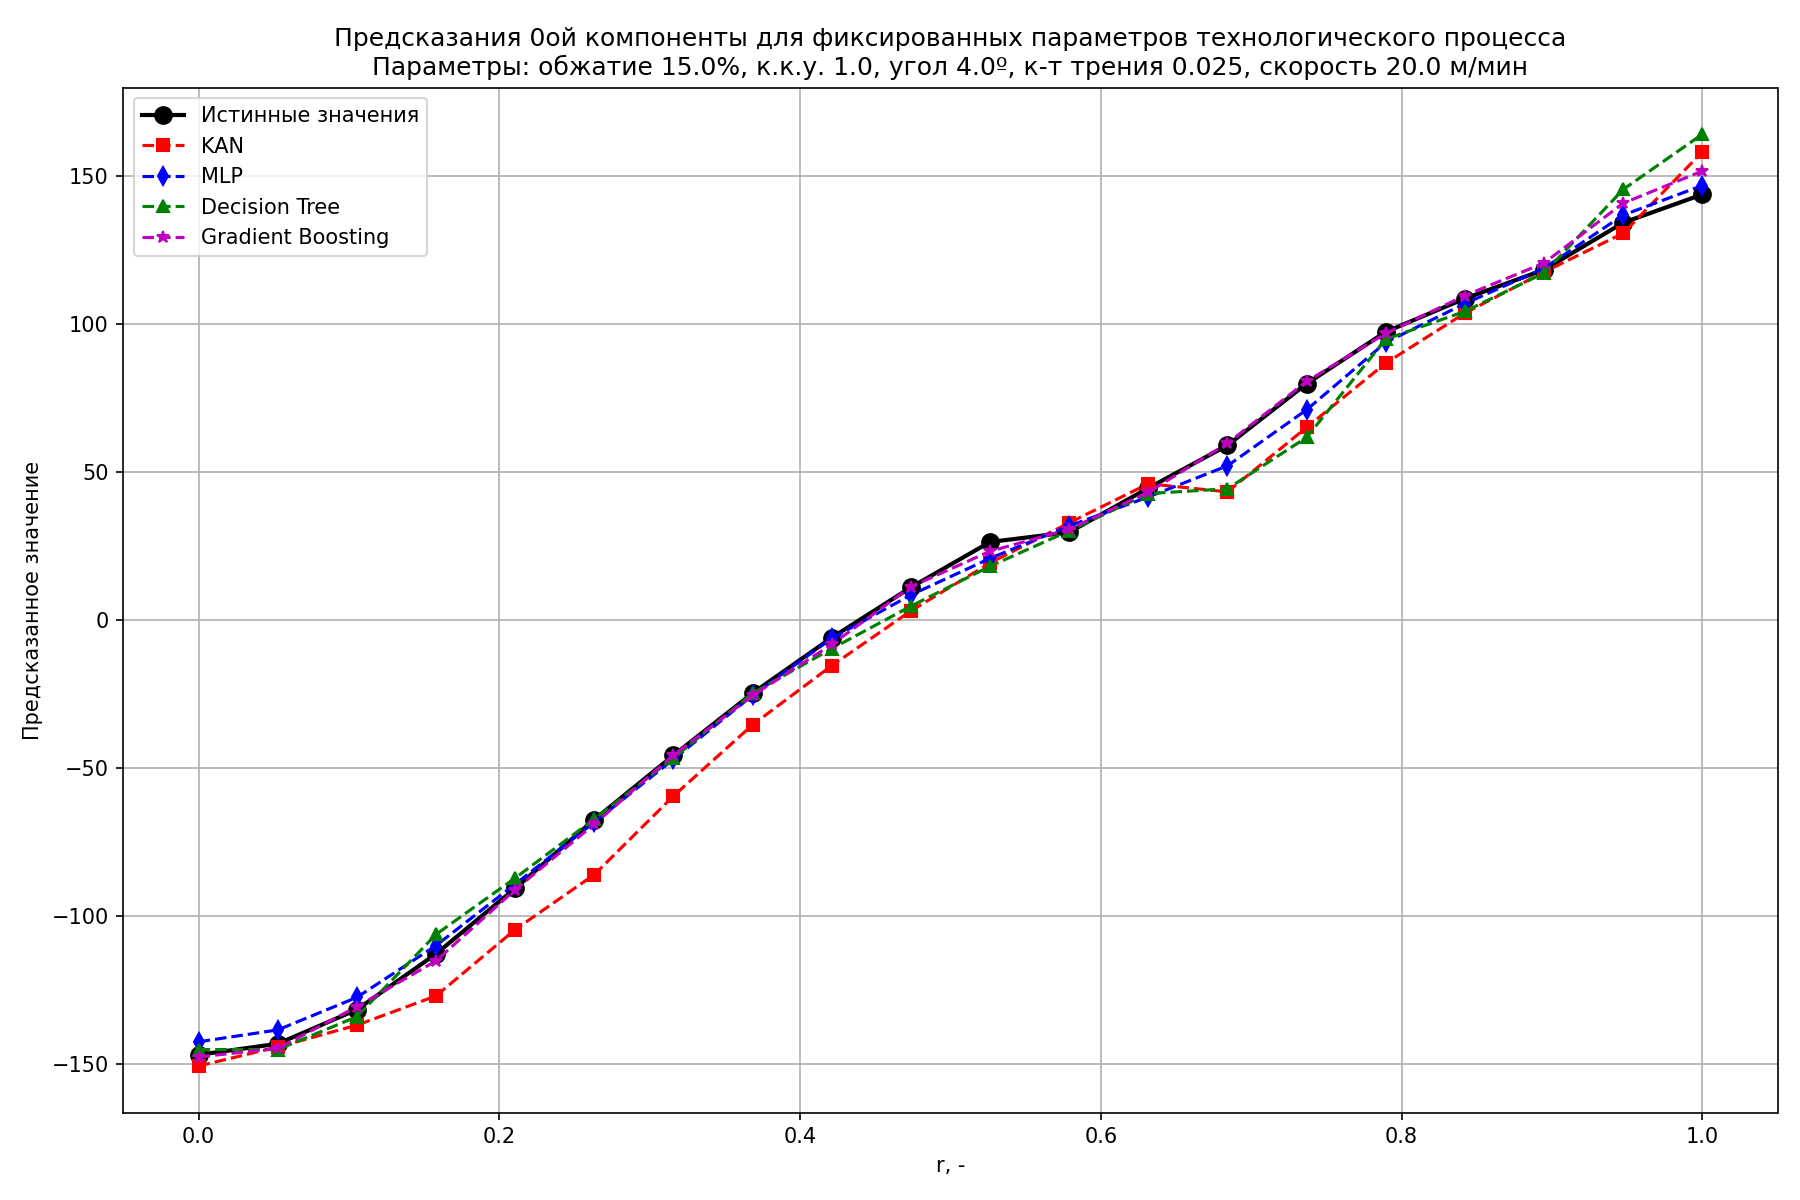 Предсказания 0ой компоненты для фиксированных параметров технологического процесса
Параметры: обжатие 15.0%, к.к.у. 1.0, угол 4.0º, к-т трения 0.025, скорость 20.0 м/мин
Истинные значения
KAN
MLP
Decision Tree
Gradient Boosting
Предсказанное значение
150
100
50
0
−50
−100
−150
0.0 0.2 0.4 0.6 0.8 1.0
r, -